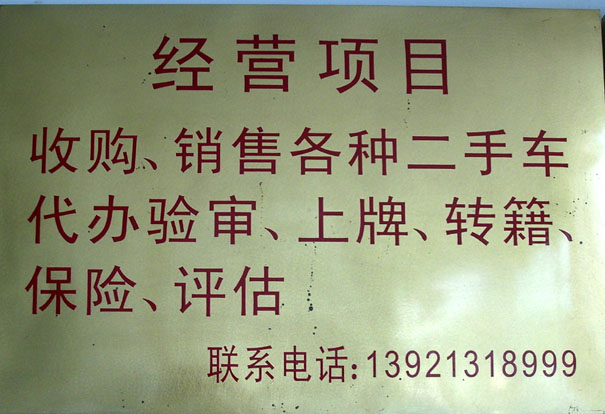 经营项目
收购、销售各种二手车
代办验审、上牌、转籍、
保险、评估
联系电话:13921318999